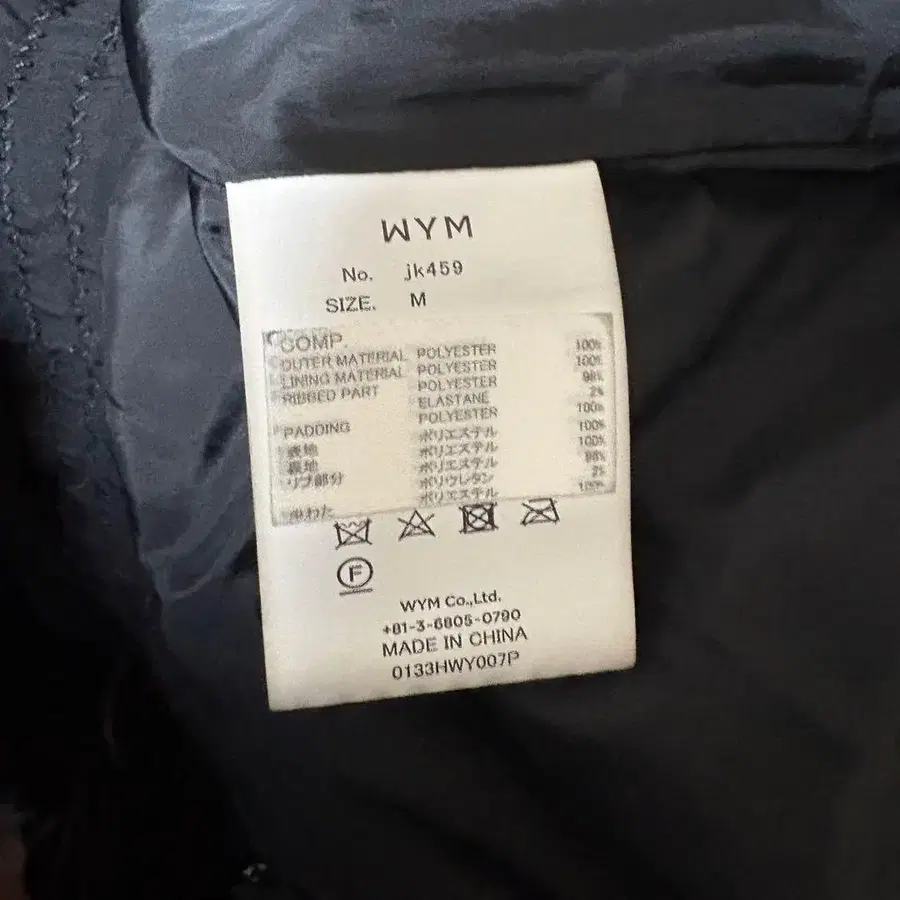 WYM
No. jk459
SIZE. M
COMP.
OUTER MATERIAL POLYESTER 100%
LINING MATERIAL POLYESTER 100%
RIBBED PART POLYESTER 98%
ELASTANE 2%
PADDING POLYESTER 100%
表地 ポリエステル 100%
裏地 ポリエステル 100%
リブ部分 ポリエステル 98%
ポリウレタン 2%
中わた ポリエステル 100%
F
WYM Co.,Ltd.
+81-3-6805-0790
MADE IN CHINA
0133HWY007P